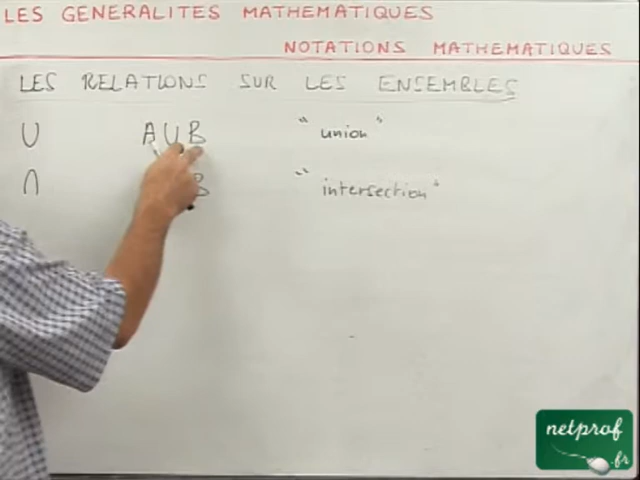 LES GENERALITES MATHEMATIQUES
NOTATIONS MATHEMATIQUES
LES RELATIONS SUR LES ENSEMBLES
∪ A∪B "union"
∩ B "intersection"
netprof
.fr